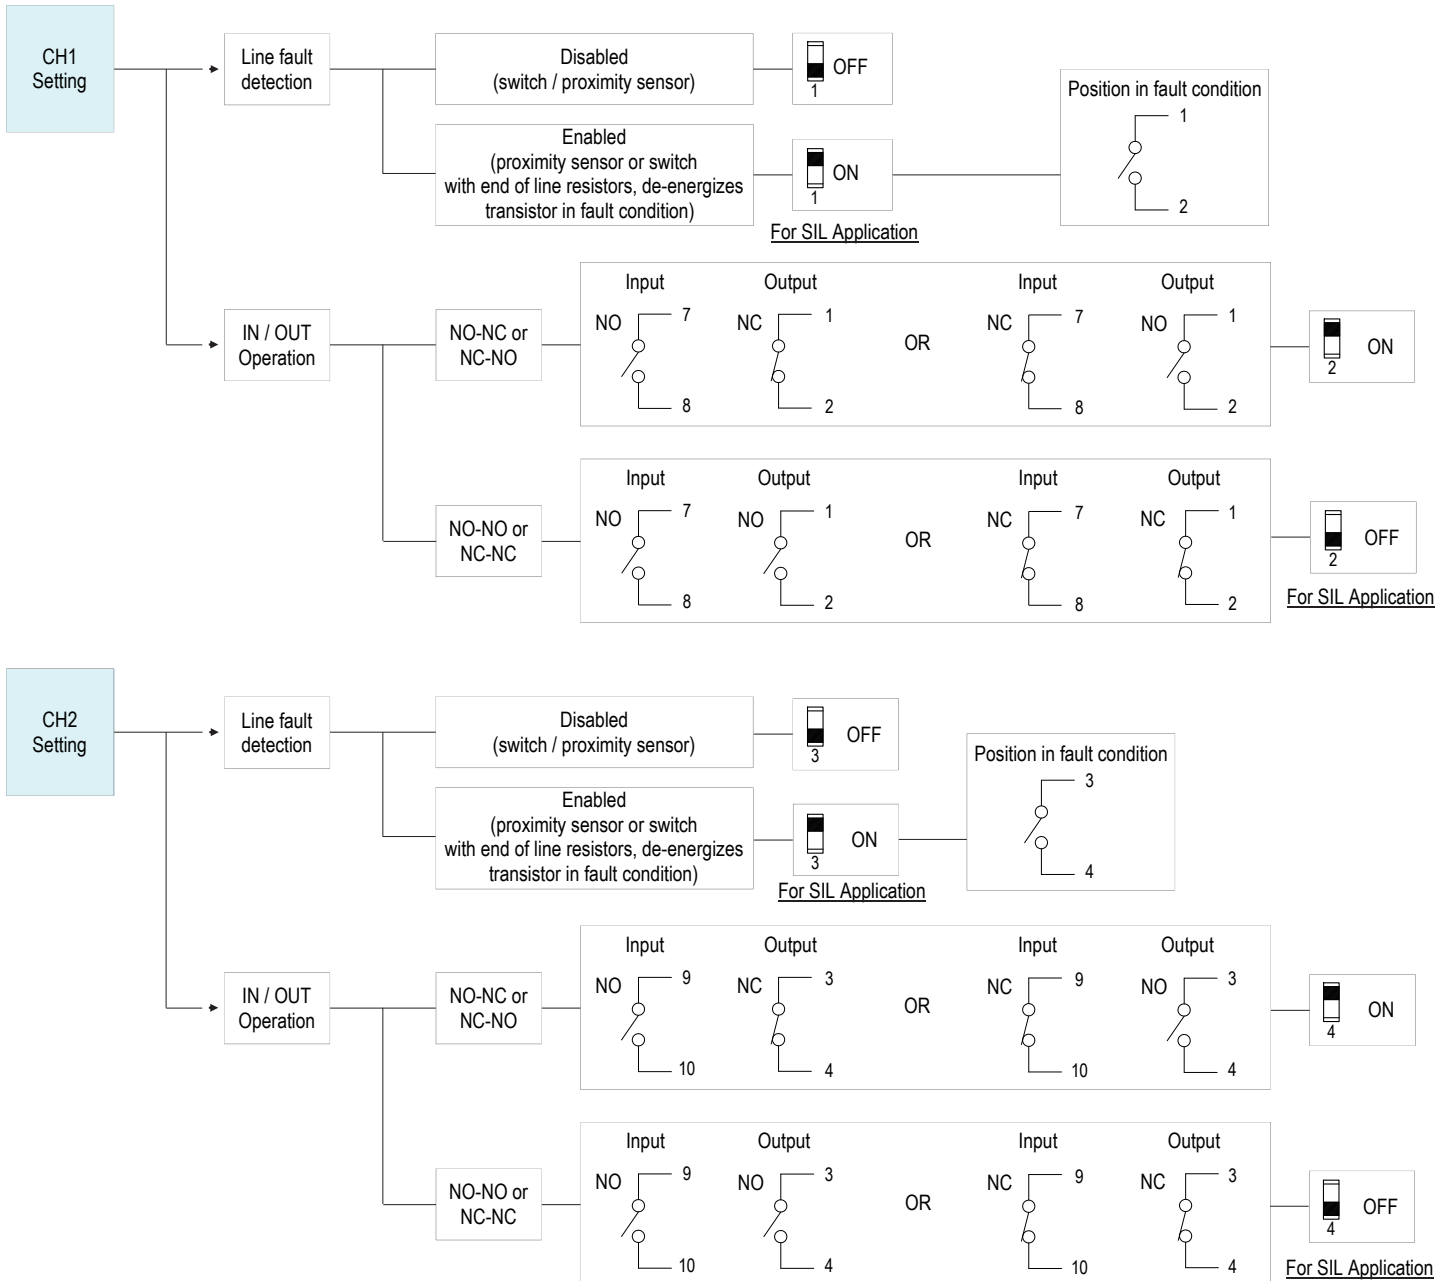 CH1
Setting
Line fault
detection
Disabled
(switch / proximity sensor)
OFF
1
Enabled
(proximity sensor or switch
with end of line resistors, de-energizes
transistor in fault condition)
ON
1
For SIL Application
Position in fault condition
1
2
IN / OUT
Operation
NO-NC or
NC-NO
Input Output Input Output
NO 7 NC 1 OR NC 7 NO 1
8 2 8 2
ON
2
NO-NO or
NC-NC
Input Output Input Output
NO 7 NO 1 OR NC 7 NC 1
8 2 8 2
OFF
2
For SIL Application
CH2
Setting
Line fault
detection
Disabled
(switch / proximity sensor)
OFF
3
Enabled
(proximity sensor or switch
with end of line resistors, de-energizes
transistor in fault condition)
ON
3
For SIL Application
Position in fault condition
3
4
IN / OUT
Operation
NO-NC or
NC-NO
Input Output Input Output
NO 9 NC 3 OR NC 9 NO 3
10 4 10 4
ON
4
NO-NO or
NC-NC
Input Output Input Output
NO 9 NO 3 OR NC 9 NC 3
10 4 10 4
OFF
4
For SIL Application